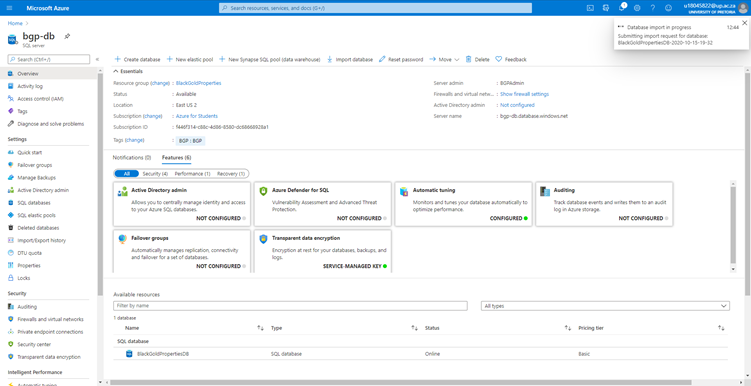 Microsoft Azure
Search resources, services, and docs (G+/)
1
u18045822@up.ac.za
UNIVERSITY OF PRETORIA
Home >
bgp-db
SQL server
Database import in progress 12:44
Submitting import request for database:
BlackGoldPropertiesDB-2020-10-15-19-32
Search (Ctrl+/)
Create database
New elastic pool
New Synapse SQL pool (data warehouse)
Import database
Reset password
Move
Delete
Feedback
Overview
Activity log
Access control (IAM)
Tags
Diagnose and solve problems
Settings
Quick start
Failover groups
Manage Backups
Active Directory admin
SQL databases
SQL elastic pools
Deleted databases
Import/Export history
DTU quota
Properties
Locks
Security
Auditing
Firewalls and virtual networks
Private endpoint connections
Security center
Transparent data encryption
Intelligent Performance
Automatic tuning
Essentials
Resource group (change) : BlackGoldProperties
Status : Available
Location : East US 2
Subscription (change) : Azure for Students
Subscription ID :
Tags (change) : BGP : BGP
Server admin : BGPAdmin
Firewalls and virtual netw... : Show firewall settings
Active Directory admin : Not configured
Server name : bgp-db.database.windows.net
Notifications (0) Features (6)
All Security (4) Performance (1) Recovery (1)
Active Directory admin
Allows you to centrally manage identity and
access to your Azure SQL databases.
NOT CONFIGURED
Azure Defender for SQL
Vulnerability Assessment and Advanced Threat
Protection.
NOT CONFIGURED
Automatic tuning
Monitors and tunes your database automatically to
optimize performance.
CONFIGURED
Auditing
Track database events and writes them to an audit
log in Azure storage.
NOT CONFIGURED
Failover groups
Automatically manages replication, connectivity
and failover for a set of databases.
NOT CONFIGURED
Transparent data encryption
Encryption at rest for your databases, backups, and
logs.
SERVICE-MANAGED KEY
Available resources
Filter by name
All types
1 database
Name Type Status Pricing tier
SQL database
BlackGoldPropertiesDB SQL database Online Basic